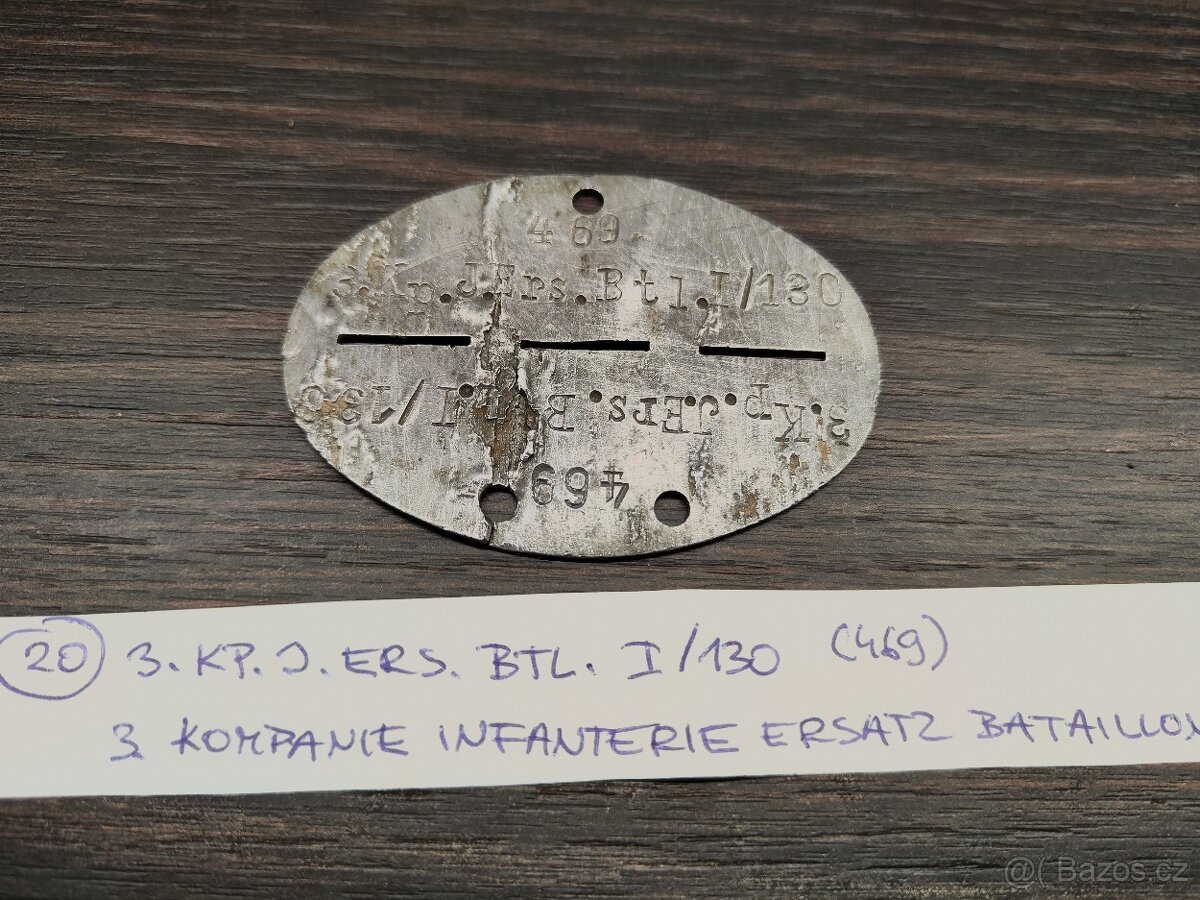 469
3.Kp.J.Ers.Btl.I/130
3.Kp.J.Ers.Btl.I/130
469
20 3. KP. J. ERS. BTL. I/130 (469)
3. KOMPANIE INFANTERIE ERSATZ BATAILLON
@( Bazos.cz